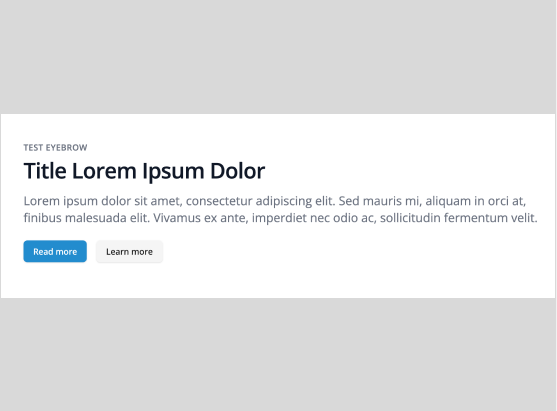 TEST EYEBROW
Title Lorem Ipsum Dolor
Lorem ipsum dolor sit amet, consectetur adipiscing elit. Sed mauris mi, aliquam in orci at,
finibus malesuada elit. Vivamus ex ante, imperdiet nec odio ac, sollicitudin fermentum velit.
Read more
Learn more